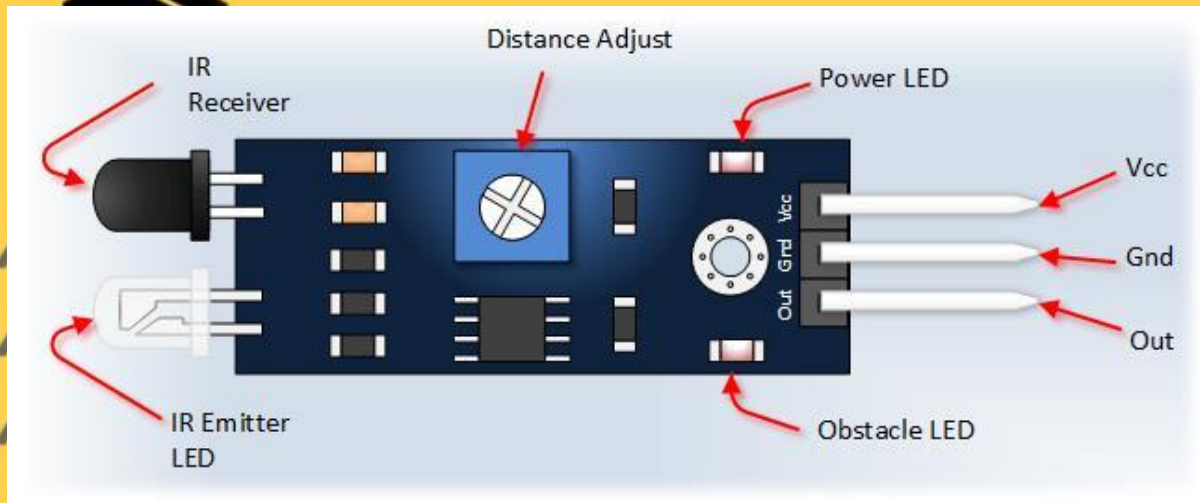 Distance Adjust
IR
Receiver
Power LED
Vcc
Vcc
Gnd
Gnd
Out
Out
IR Emitter
LED
Obstacle LED